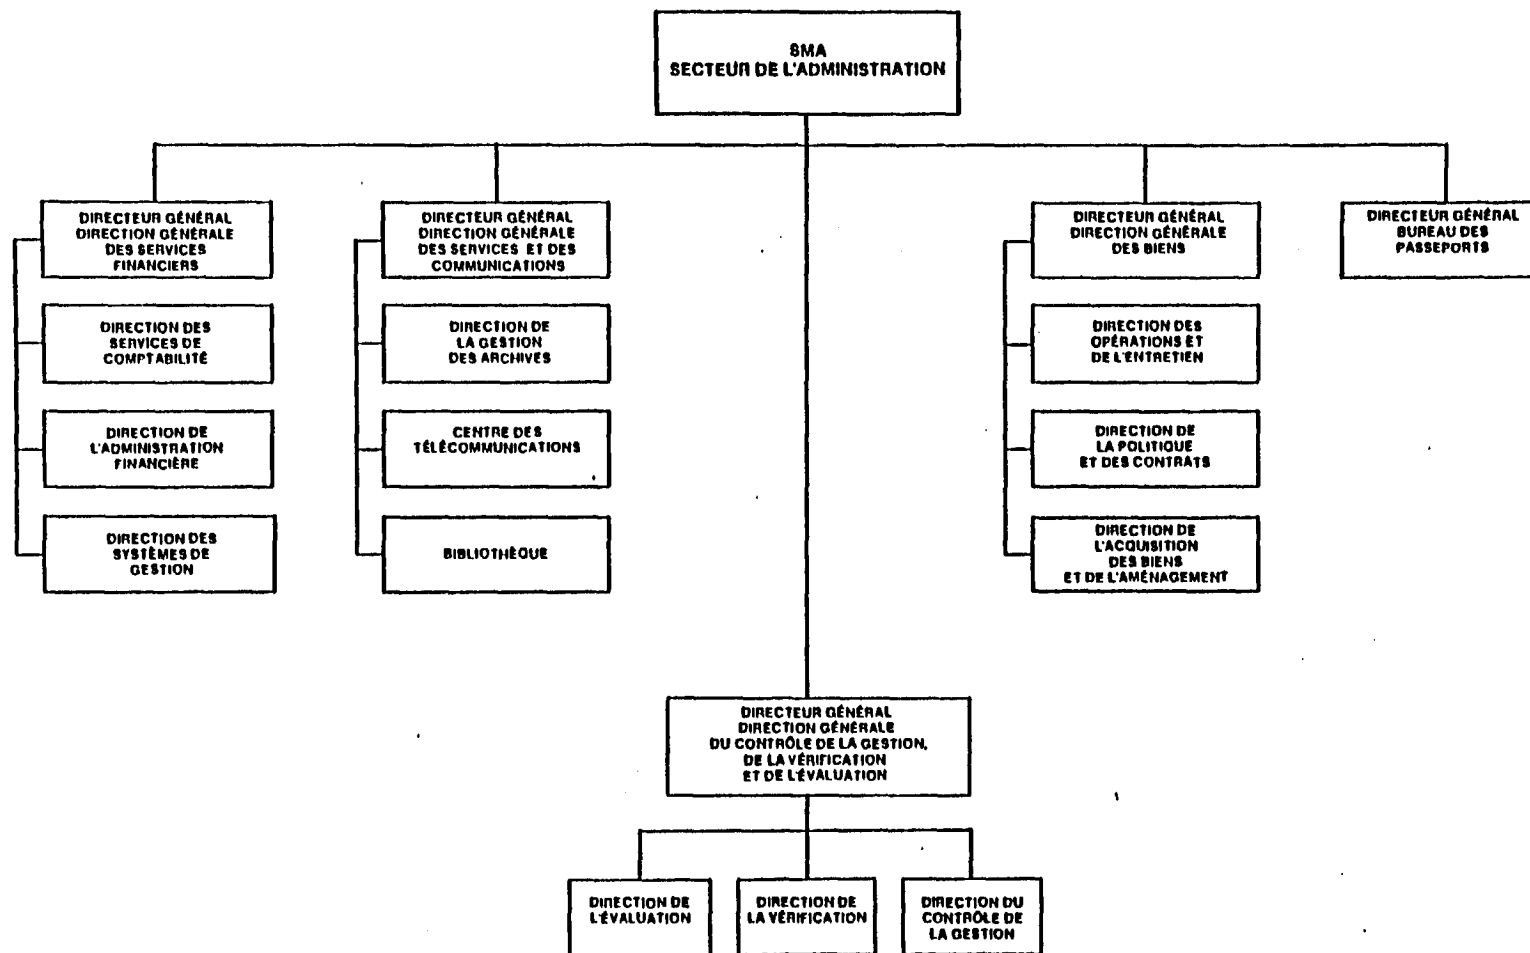 SMA
SECTEUR DE L'ADMINISTRATION
DIRECTEUR GÉNÉRAL
DIRECTION GÉNÉRALE
DES SERVICES
FINANCIERS
DIRECTION DES
SERVICES DE
COMPTABILITÉ
DIRECTION DE
L'ADMINISTRATION
FINANCIÈRE
DIRECTION DES
SYSTÈMES DE
GESTION
DIRECTEUR GÉNÉRAL
DIRECTION GÉNÉRALE
DES SERVICES ET DES
COMMUNICATIONS
DIRECTION DE
LA GESTION
DES ARCHIVES
CENTRE DES
TÉLÉCOMMUNICATIONS
BIBLIOTHÈQUE
DIRECTEUR GÉNÉRAL
DIRECTION GÉNÉRALE
DES BIENS
DIRECTION DES
OPÉRATIONS ET
DE L'ENTRETIEN
DIRECTION DE
LA POLITIQUE
ET DES CONTRATS
DIRECTION DE
L'ACQUISITION
DES BIENS
ET DE L'AMÉNAGEMENT
DIRECTEUR GÉNÉRAL
BUREAU DES
PASSEPORTS
DIRECTEUR GÉNÉRAL
DIRECTION GÉNÉRALE
DU CONTRÔLE DE LA GESTION,
DE LA VÉRIFICATION
ET DE L'ÉVALUATION
DIRECTION DE
L'ÉVALUATION
DIRECTION DE
LA VÉRIFICATION
DIRECTION DU
CONTRÔLE DE
LA GESTION